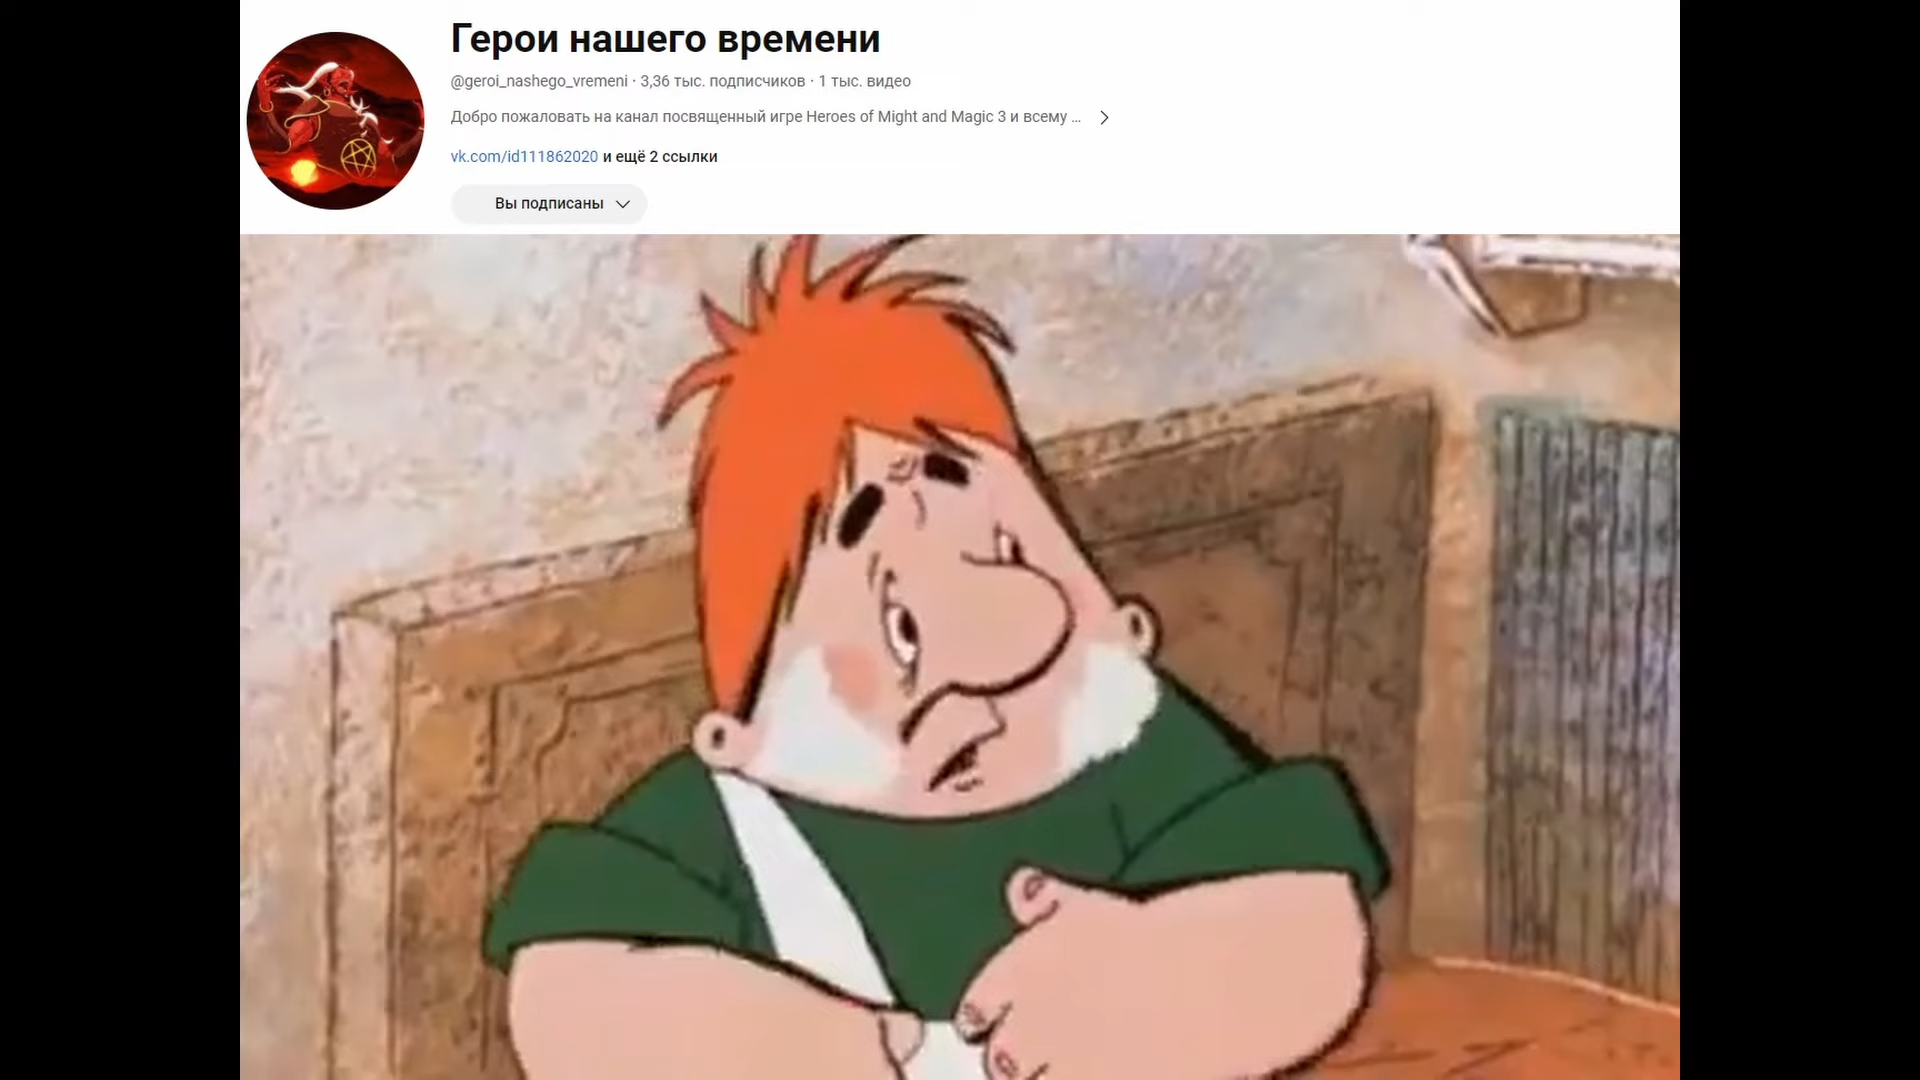 Герои нашего времени
@geroi_nashego_vremeni · 3,36 тыс. подписчиков · 1 тыс. видео
Добро пожаловать на канал посвященный игре Heroes of Might and Magic 3 и всему ...
vk.com/id111862020 и ещё 2 ссылки
Вы подписаны